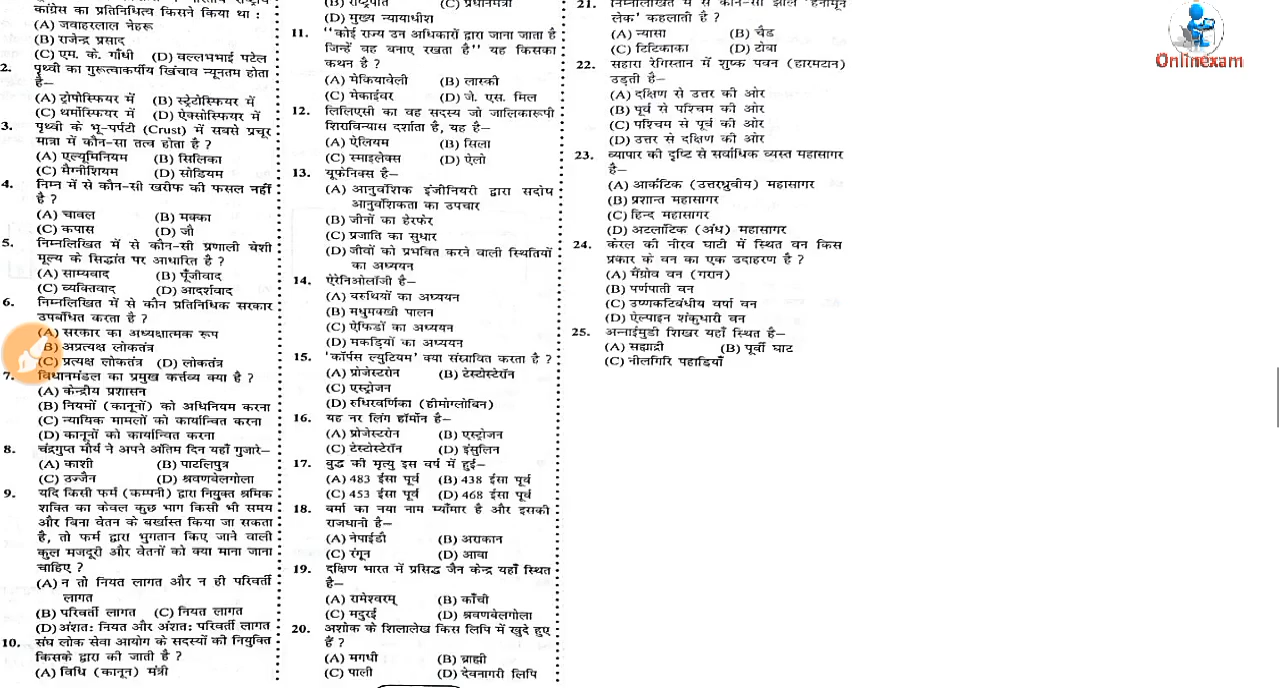 कांग्रेस का प्रतिनिधित्व किसने किया था :
(A) जवाहरलाल नेहरू
(B) राजेन्द्र प्रसाद
(C) एम. के. गाँधी (D) वल्लभभाई पटेल
2. पृथ्वी का गुरूत्वाकर्षीय खिंचाव न्यूनतम होता
है—
(A) ट्रोपोस्फियर में (B) स्ट्रेटोस्फियर में
(C) थर्मोस्फियर में (D) ऐक्सोस्फियर में
3. पृथ्वी के भू-पर्पटी (Crust) में सबसे प्रचूर
मात्रा में कौन-सा तत्व होता है ?
(A) एल्यूमिनियम (B) सिलिका
(C) मैग्नीशियम (D) सोडियम
4. निम्न में से कौन-सी खरीफ की फसल नहीं
है ?
(A) चावल (B) मक्का
(C) कपास (D) जौ
5. निम्नलिखित में से कौन-सी प्रणाली बेशी
मूल्य के सिद्धांत पर आधारित है ?
(A) साम्यवाद (B) पूँजीवाद
(C) व्यक्तिवाद (D) आदर्शवाद
6. निम्नलिखित में से कौन प्रतिनिधिक सरकार
उपबंधित करता है ?
(A) सरकार का अध्यक्षात्मक रूप
B) अप्रत्यक्ष लोकतंत्र
(C) प्रत्यक्ष लोकतंत्र (D) लोकतंत्र
7. विधानमंडल का प्रमुख कर्त्तव्य क्या है ?
(A) केन्द्रीय प्रशासन
(B) नियमों (कानूनों) को अधिनियम करना
(C) न्यायिक मामलों को कार्यान्वित करना
(D) कानूनों को कार्यान्वित करना
8. चंद्रगुप्त मौर्य ने अपने अंतिम दिन यहाँ गुजारे—
(A) काशी (B) पाटलिपुत्र
(C) उज्जैन (D) श्रवणबेलगोला
9. यदि किसी फर्म (कम्पनी) द्वारा नियुक्त श्रमिक
शक्ति का केवल कुछ भाग किसी भी समय
और बिना वेतन के बर्खास्त किया जा सकता
है, तो फर्म द्वारा भुगतान किए जाने वाली
कुल मजदूरी और वेतनों को क्या माना जाना
चाहिए ?
(A) न तो नियत लागत और न ही परिवर्ती
लागत
(B) परिवर्ती लागत (C) नियत लागत
(D) अंशतः नियत और अंशतः परिवर्ती लागत
10. संघ लोक सेवा आयोग के सदस्यों की नियुक्ति
किसके द्वारा की जाती है ?
(A) विधि (कानून) मंत्री
(B) राष्ट्रपति (C) प्रधानमंत्री
(D) मुख्य न्यायाधीश
11. ''कोई राज्य उन अधिकारों द्वारा जाना जाता है
जिन्हें वह बनाए रखता है'' यह किसका
कथन है ?
(A) मेकियावेली (B) लास्की
(C) मेकाईवर (D) जे. एस. मिल
12. लिलिएसी का वह सदस्य जो जालिकारूपी
शिराविन्यास दर्शाता है, यह है—
(A) ऐलियम (B) सिला
(C) स्माइलेक्स (D) ऐलो
13. यूफेनिक्स है—
(A) आनुवंशिक इंजीनियरी द्वारा सदोष
आनुवंशिकता का उपचार
(B) जीनों का हेरफेर
(C) प्रजाति का सुधार
(D) जीवों को प्रभवित करने वाली स्थितियों
का अध्ययन
14. ऐरेनिओलॉजी है—
(A) वरुथियों का अध्ययन
(B) मधुमक्खी पालन
(C) ऐफिडों का अध्ययन
(D) मकड़ियों का अध्ययन
15. 'कॉर्पस ल्युटियम' क्या संस्रावित करता है ?
(A) प्रोजेस्टरोन (B) टेस्टोस्टेरॉन
(C) एस्ट्रोजन
(D) रुधिरवर्णिका (हीमोग्लोबिन)
16. यह नर लिंग हॉर्मोन है—
(A) प्रोजेस्टरोन (B) एस्ट्रोजन
(C) टेस्टोस्टेरॉन (D) इंसुलिन
17. बुद्ध की मृत्यु इस वर्ष में हुई—
(A) 483 ईसा पूर्व (B) 438 ईसा पूर्व
(C) 453 ईसा पूर्व (D) 468 ईसा पूर्व
18. बर्मा का नया नाम म्याँमार है और इसकी
राजधानी है—
(A) नेपाईडी (B) अराकान
(C) रंगून (D) आवा
19. दक्षिण भारत में प्रसिद्ध जैन केन्द्र यहाँ स्थित
है—
(A) रामेश्वरम् (B) काँची
(C) मदुरई (D) श्रवणबेलगोला
20. अशोक के शिलालेख किस लिपि में खुदे हुए
हैं ?
(A) मगधी (B) ब्राह्मी
(C) पाली (D) देवनागरी लिपि
21. निम्नलिखित में से कौन-सी झील 'हनीमून
लेक' कहलाती है ?
(A) न्यासा (B) चैड
(C) टिटिकाका (D) टोबा
22. सहारा रेगिस्तान में शुष्क पवन (हारमटान)
उड़ती है—
(A) दक्षिण से उत्तर की ओर
(B) पूर्व से पश्चिम की ओर
(C) पश्चिम से पूर्व की ओर
(D) उत्तर से दक्षिण की ओर
23. व्यापार की दृष्टि से सर्वाधिक व्यस्त महासागर
है—
(A) आर्कटिक (उत्तरध्रुवीय) महासागर
(B) प्रशान्त महासागर
(C) हिन्द महासागर
(D) अटलांटिक (अंध) महासागर
24. केरल की नीरव घाटी में स्थित वन किस
प्रकार के वन का एक उदाहरण है ?
(A) मैंग्रोव वन (गरान)
(B) पर्णपाती वन
(C) उष्णकटिबंधीय वर्षा वन
(D) ऐल्पाइन शंकुधारी वन
25. अन्नाईमुडी शिखर यहाँ स्थित है—
(A) सह्याद्री (B) पूर्वी घाट
(C) नीलगिरि पहाड़ियाँ
Onlinexam